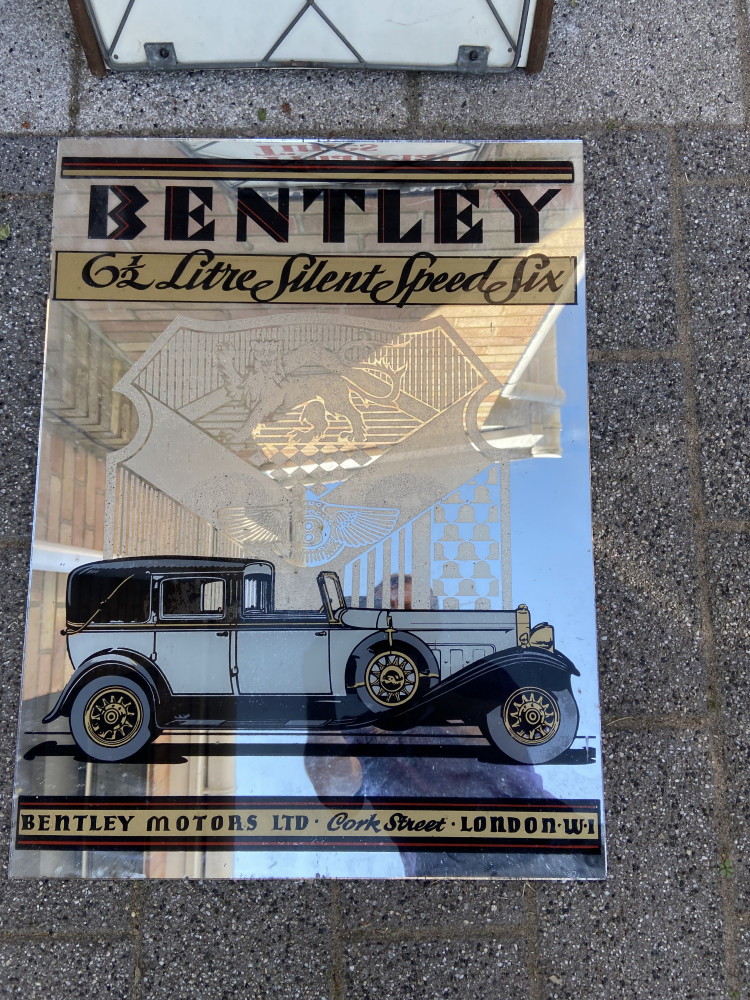 BENTLEY
6½ Litre Silent Speed Six
BENTLEY MOTORS LTD · Cork Street · LONDON·W·1